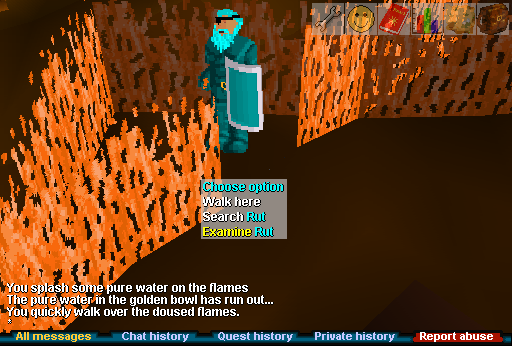 Choose option
Walk here
Search Rut
Examine Rut
You splash some pure water on the flames
The pure water in the golden bowl has run out...
You quickly walk over the doused flames.
*
All messages Chat history Quest history Private history Report abuse